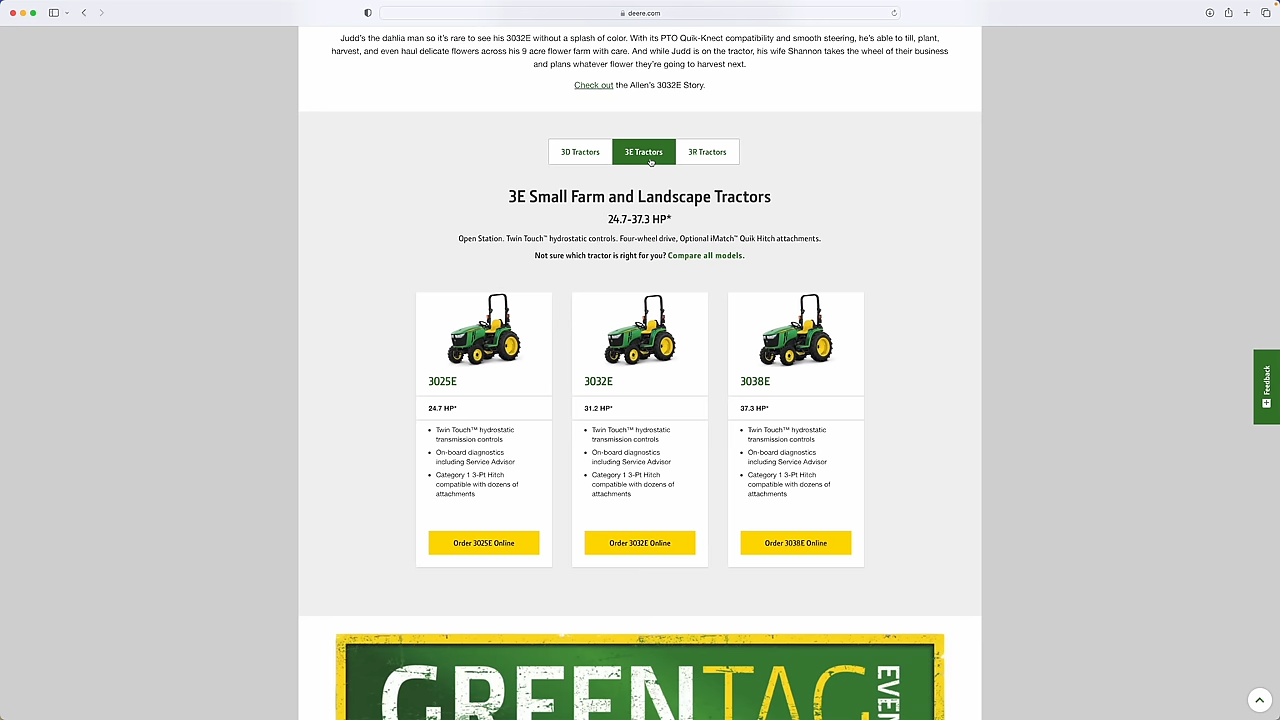 deere.com
Judd's the dahlia man so it's rare to see his 3032E without a splash of color. With its PTO Quik-Knect compatibility and smooth steering, he's able to till, plant,
harvest, and even haul delicate flowers across his 9 acre flower farm with care. And while Judd is on the tractor, his wife Shannon takes the wheel of their business
and plans whatever flower they're going to harvest next.
Check out the Allen's 3032E Story.
3D Tractors 3E Tractors 3R Tractors
3E Small Farm and Landscape Tractors
24.7-37.3 HP*
Open Station. Twin Touch™ hydrostatic controls. Four-wheel drive, Optional iMatch™ Quik Hitch attachments.
Not sure which tractor is right for you? Compare all models.
3025E
24.7 HP*
• Twin Touch™ hydrostatic
transmission controls
• On-board diagnostics
including Service Advisor
• Category 1 3-Pt Hitch
compatible with dozens of
attachments
Order 3025E Online
3032E
31.2 HP*
• Twin Touch™ hydrostatic
transmission controls
• On-board diagnostics
including Service Advisor
• Category 1 3-Pt Hitch
compatible with dozens of
attachments
Order 3032E Online
3038E
37.3 HP*
• Twin Touch™ hydrostatic
transmission controls
• On-board diagnostics
including Service Advisor
• Category 1 3-Pt Hitch
compatible with dozens of
attachments
Order 3038E Online
Feedback
GREENTAG
EVEN